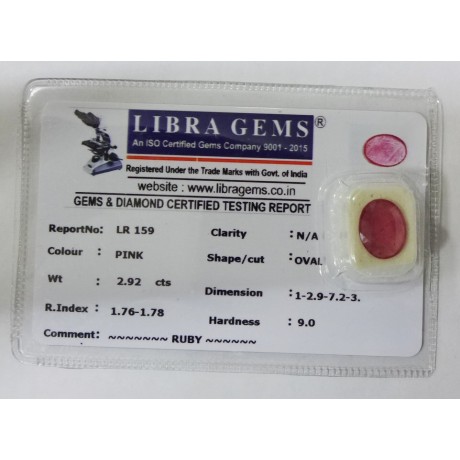 LIBRA GEMS®
An ISO Certified Gems Company 9001 - 2015
Registered Under the Trade Marks with Govt. of India
website : www.libragems.co.in
GEMS & DIAMOND CERTIFIED TESTING REPORT
ReportNo: LR 159 Clarity : N/A
Colour : PINK Shape/cut : OVAL
Wt : 2.92 cts Dimension : 1-2.9-7.2-3.
R.Index : 1.76-1.78 Hardness : 9.0
Comment: ~~~~~~~ RUBY ~~~~~~